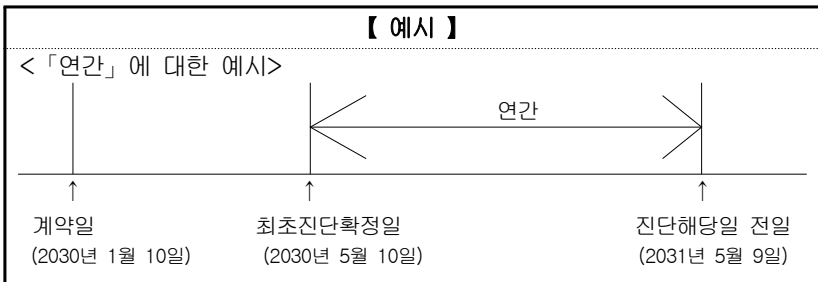 【 예시 】
<「연간」에 대한 예시>
연간
↑ ↑ ↑
계약일 최초진단확정일 진단해당일 전일
(2030년 1월 10일) (2030년 5월 10일) (2031년 5월 9일)